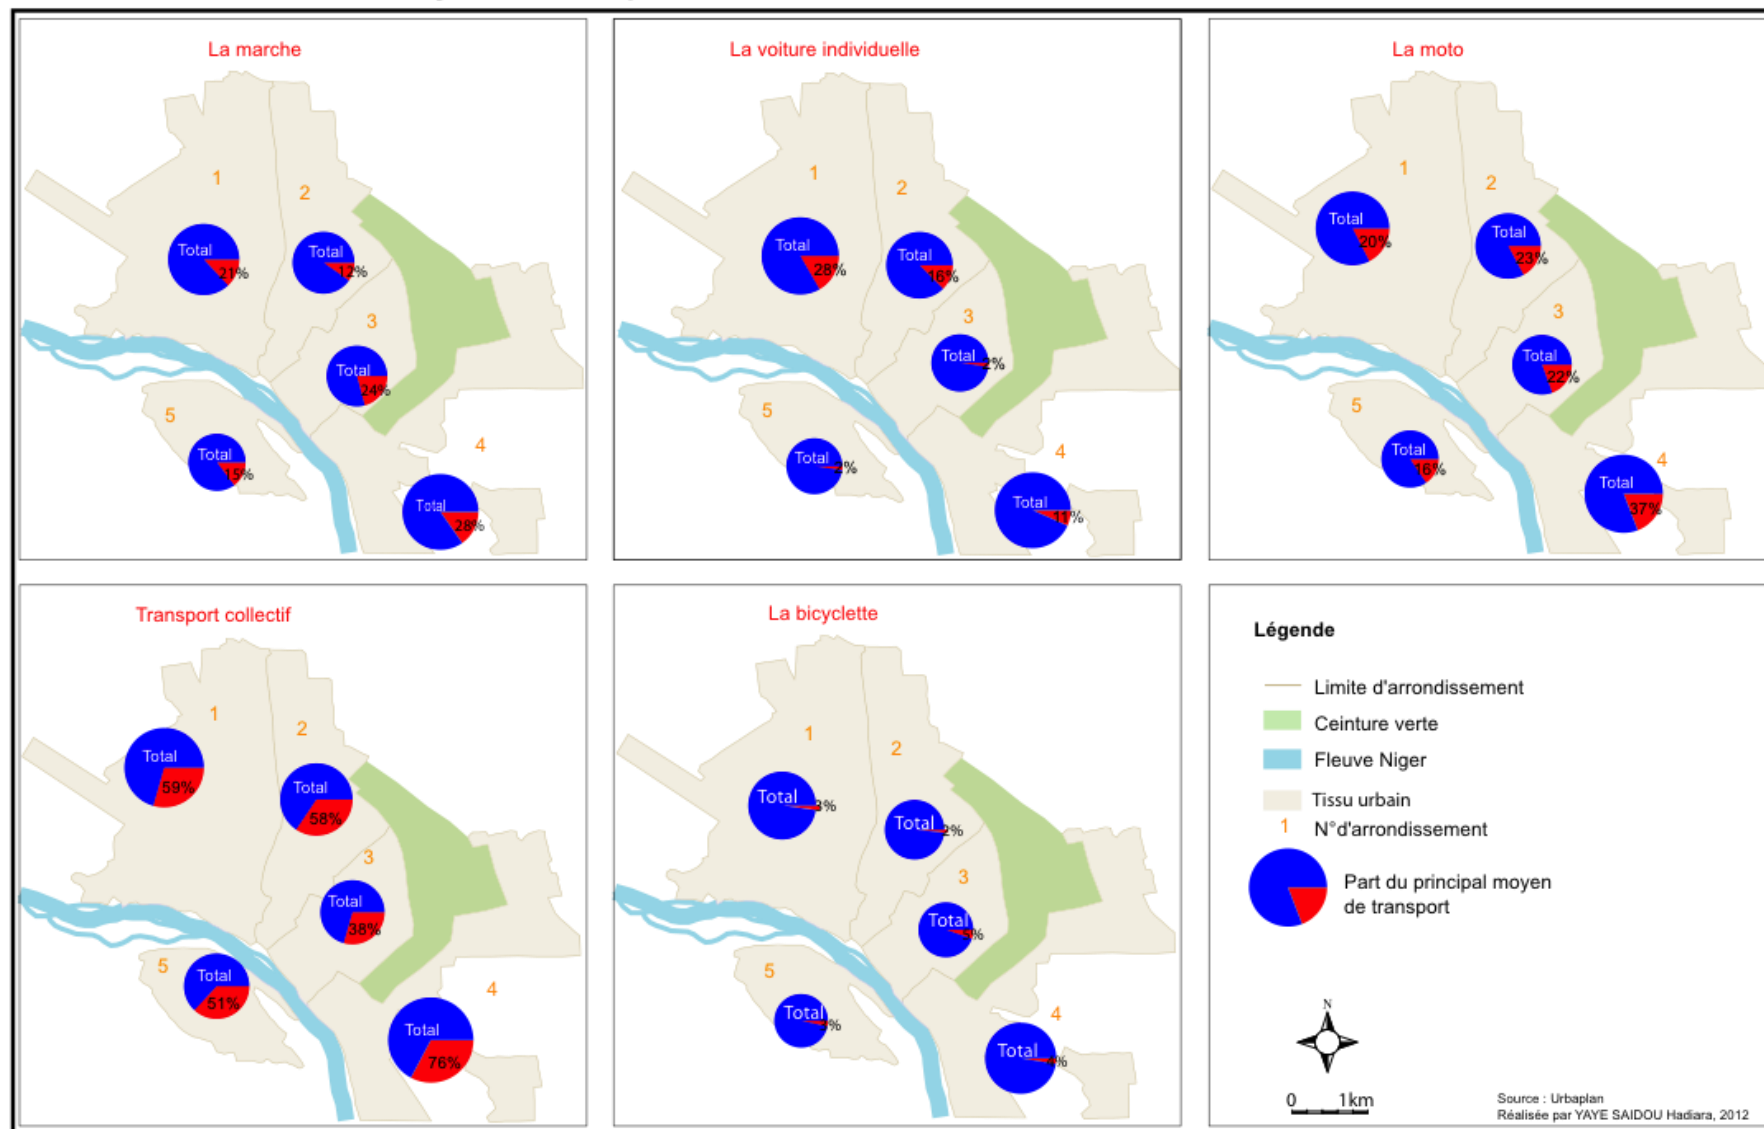 La marche
1
2
Total
21%
Total
12%
3
Total
24%
5
Total
15%
4
Total
28%
La voiture individuelle
1
2
Total
28%
Total
16%
3
Total
2%
5
Total
2%
4
Total
11%
La moto
1
2
Total
20%
Total
23%
3
Total
22%
5
Total
16%
4
Total
37%
Transport collectif
1
2
Total
59%
Total
58%
3
Total
38%
5
Total
51%
4
Total
76%
La bicyclette
1
2
Total
3%
Total
2%
3
Total
5%
5
Total
4
Total
4%
Légende
Limite d'arrondissement
Ceinture verte
Fleuve Niger
Tissu urbain
1 N°d'arrondissement
Part du principal moyen
de transport
N
0 1km
Source : Urbaplan
Réalisée par YAYE SAIDOU Hadiara, 2012